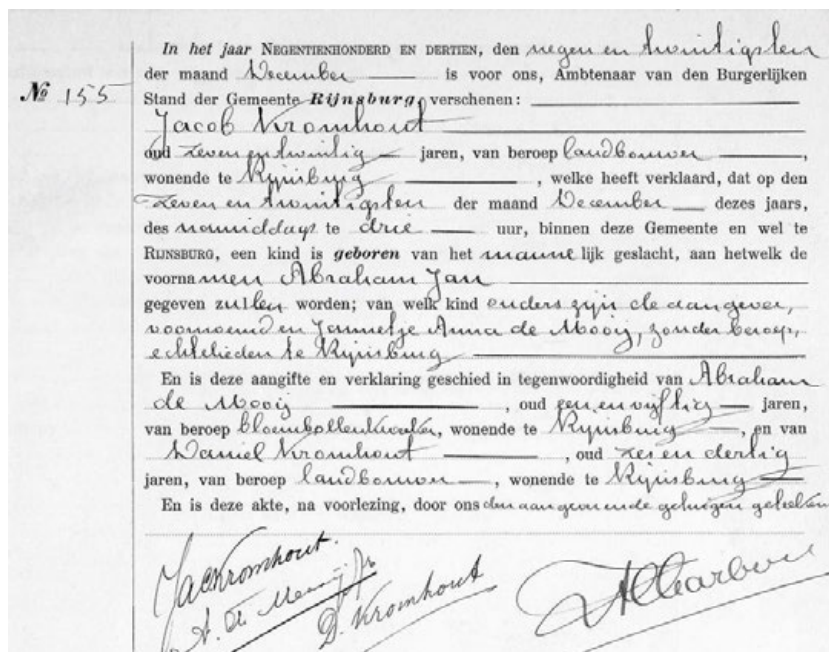 In het jaar NEGENTIENHONDERD EN DERTIEN, den negen en twintigsten
der maand December is voor ons, Ambtenaar van den Burgerlijken
No 155 Stand der Gemeente Rijnsburg, verschenen:
Jacob Kromhout
oud zeven en twintig jaren, van beroep landbouwer,
wonende te Rijnsburg, welke heeft verklaard, dat op den
zeven en twintigsten der maand December dezes jaars,
des namiddags te drie uur, binnen deze Gemeente en wel te
RIJNSBURG, een kind is geboren van het mannelijk geslacht, aan hetwelk de
voornamen Abraham Jan
gegeven zullen worden; van welk kind ouders zijn de aangever,
voornoemd en Jannetje Anna de Mooij, zonder beroep,
echtelieden te Rijnsburg
En is deze aangifte en verklaring geschied in tegenwoordigheid van Abraham
de Mooij, oud een en vijftig jaren,
van beroep bloembollenkweeker, wonende te Rijnsburg, en van
Daniel Kromhout, oud zes en dertig
jaren, van beroep landbouwer, wonende te Rijnsburg
En is deze akte, na voorlezing, door ons den aangever en de getuigen geteekend
Jac Kromhout.
A. de Mooij Jz
D. Kromhout